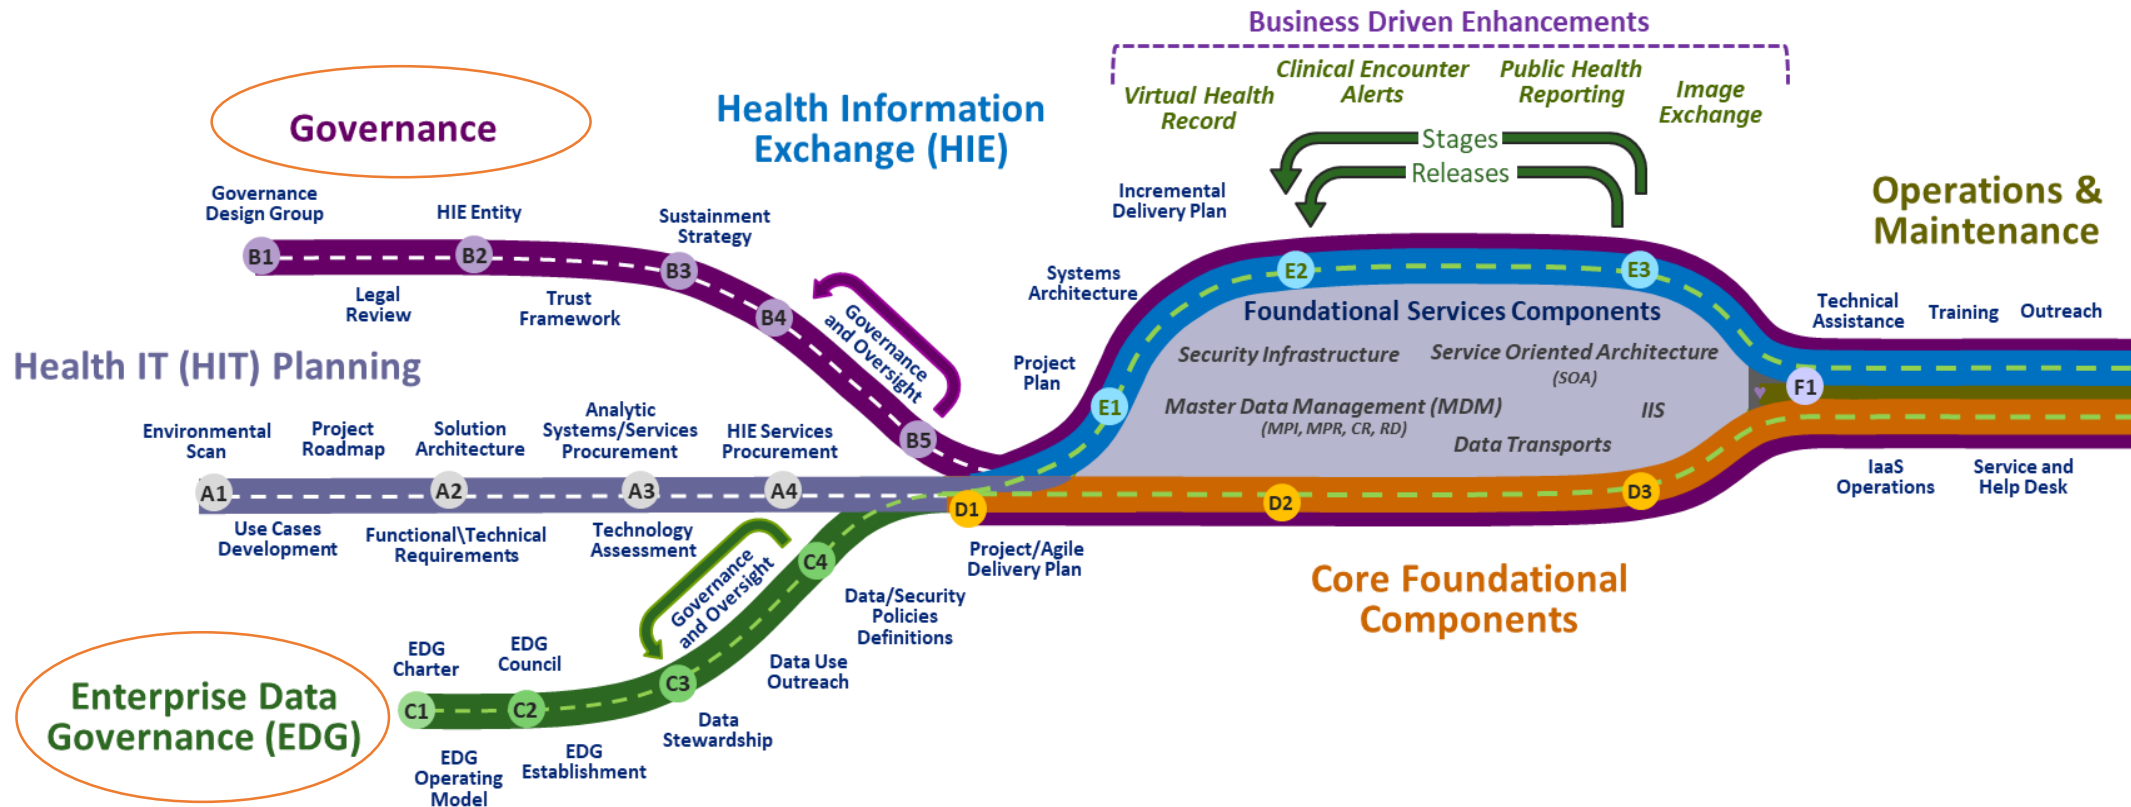 Business Driven Enhancements
Virtual Health
Record
Clinical Encounter
Alerts
Public Health
Reporting
Image
Exchange
Stages
Releases
Governance
Health Information
Exchange (HIE)
Operations &
Maintenance
Governance
Design Group
HIE Entity
Sustainment
Strategy
B1
B2
B3
B4
B5
Legal
Review
Trust
Framework
Governance
and Oversight
Incremental
Delivery Plan
Systems
Architecture
Project
Plan
E1
E2
E3
Foundational Services Components
Security Infrastructure
Service Oriented Architecture
(SOA)
Master Data Management (MDM)
(MPI, MPR, CR, RD)
IIS
Data Transports
Technical
Assistance
Training
Outreach
F1
IaaS
Operations
Service and
Help Desk
Health IT (HIT) Planning
Environmental
Scan
Project
Roadmap
Solution
Architecture
Analytic
Systems/Services
Procurement
HIE Services
Procurement
A1
A2
A3
A4
D1
D2
D3
Use Cases
Development
Functional\Technical
Requirements
Technology
Assessment
Project/Agile
Delivery Plan
Core Foundational
Components
Governance
and Oversight
C4
Data/Security
Policies
Definitions
Data Use
Outreach
EDG
Charter
EDG
Council
C1
C2
C3
Data
Stewardship
Enterprise Data
Governance (EDG)
EDG
Operating
Model
EDG
Establishment